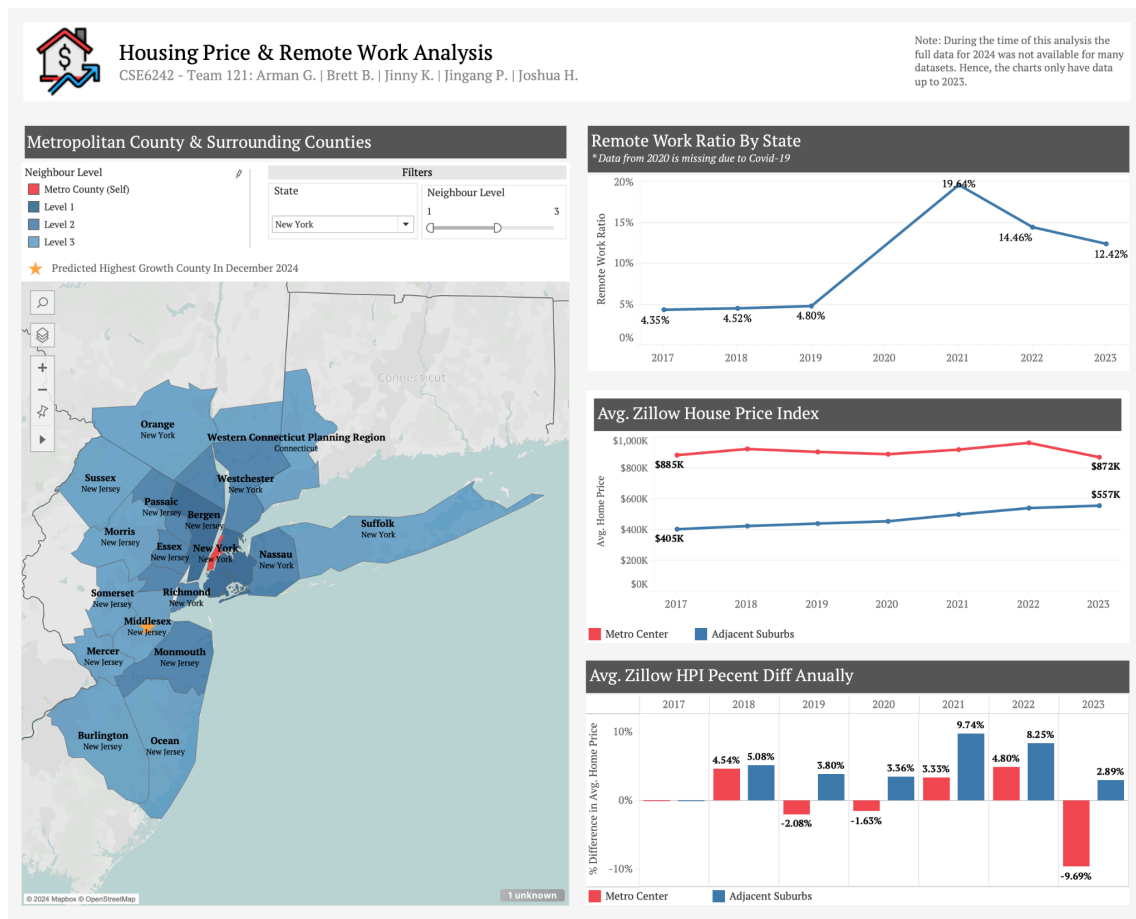 Housing Price & Remote Work Analysis
CSE6242 - Team 121: Arman G. | Brett B. | Jinny K. | Jingang P. | Joshua H.
Note: During the time of this analysis the
full data for 2024 was not available for many
datasets. Hence, the charts only have data
up to 2023.
Metropolitan County & Surrounding Counties
Neighbour Level
Metro County (Self)
Level 1
Level 2
Level 3
Filters
State
New York
Neighbour Level
1 3
Predicted Highest Growth County In December 2024
Connecticut
Orange
New York
Western Connecticut Planning Region
Connecticut
Sussex
New Jersey
Westchester
New York
Passaic
New Jersey
Bergen
New Jersey
Suffolk
New York
Morris
New Jersey
Essex
New Jersey
New York
New York
Nassau
New York
Somerset
New Jersey
Richmond
New York
Middlesex
New Jersey
Mercer
New Jersey
Monmouth
New Jersey
Burlington
New Jersey
Ocean
New Jersey
© 2024 Mapbox © OpenStreetMap
1 unknown
Remote Work Ratio By State
* Data from 2020 is missing due to Covid-19
Remote Work Ratio
20%
15%
10%
5%
0%
4.35%
4.52%
4.80%
19.64%
14.46%
12.42%
2017 2018 2019 2020 2021 2022 2023
Avg. Zillow House Price Index
Avg. Home Price
$1,000K
$800K
$600K
$400K
$200K
$0K
$885K
$872K
$557K
$405K
2017 2018 2019 2020 2021 2022 2023
Metro Center Adjacent Suburbs
Avg. Zillow HPI Pecent Diff Anually
2017 2018 2019 2020 2021 2022 2023
% Difference in Avg. Home Price
10%
0%
-10%
4.54% 5.08%
-2.08% 3.80%
-1.63% 3.36%
3.33% 9.74%
4.80% 8.25%
-9.69% 2.89%
Metro Center Adjacent Suburbs